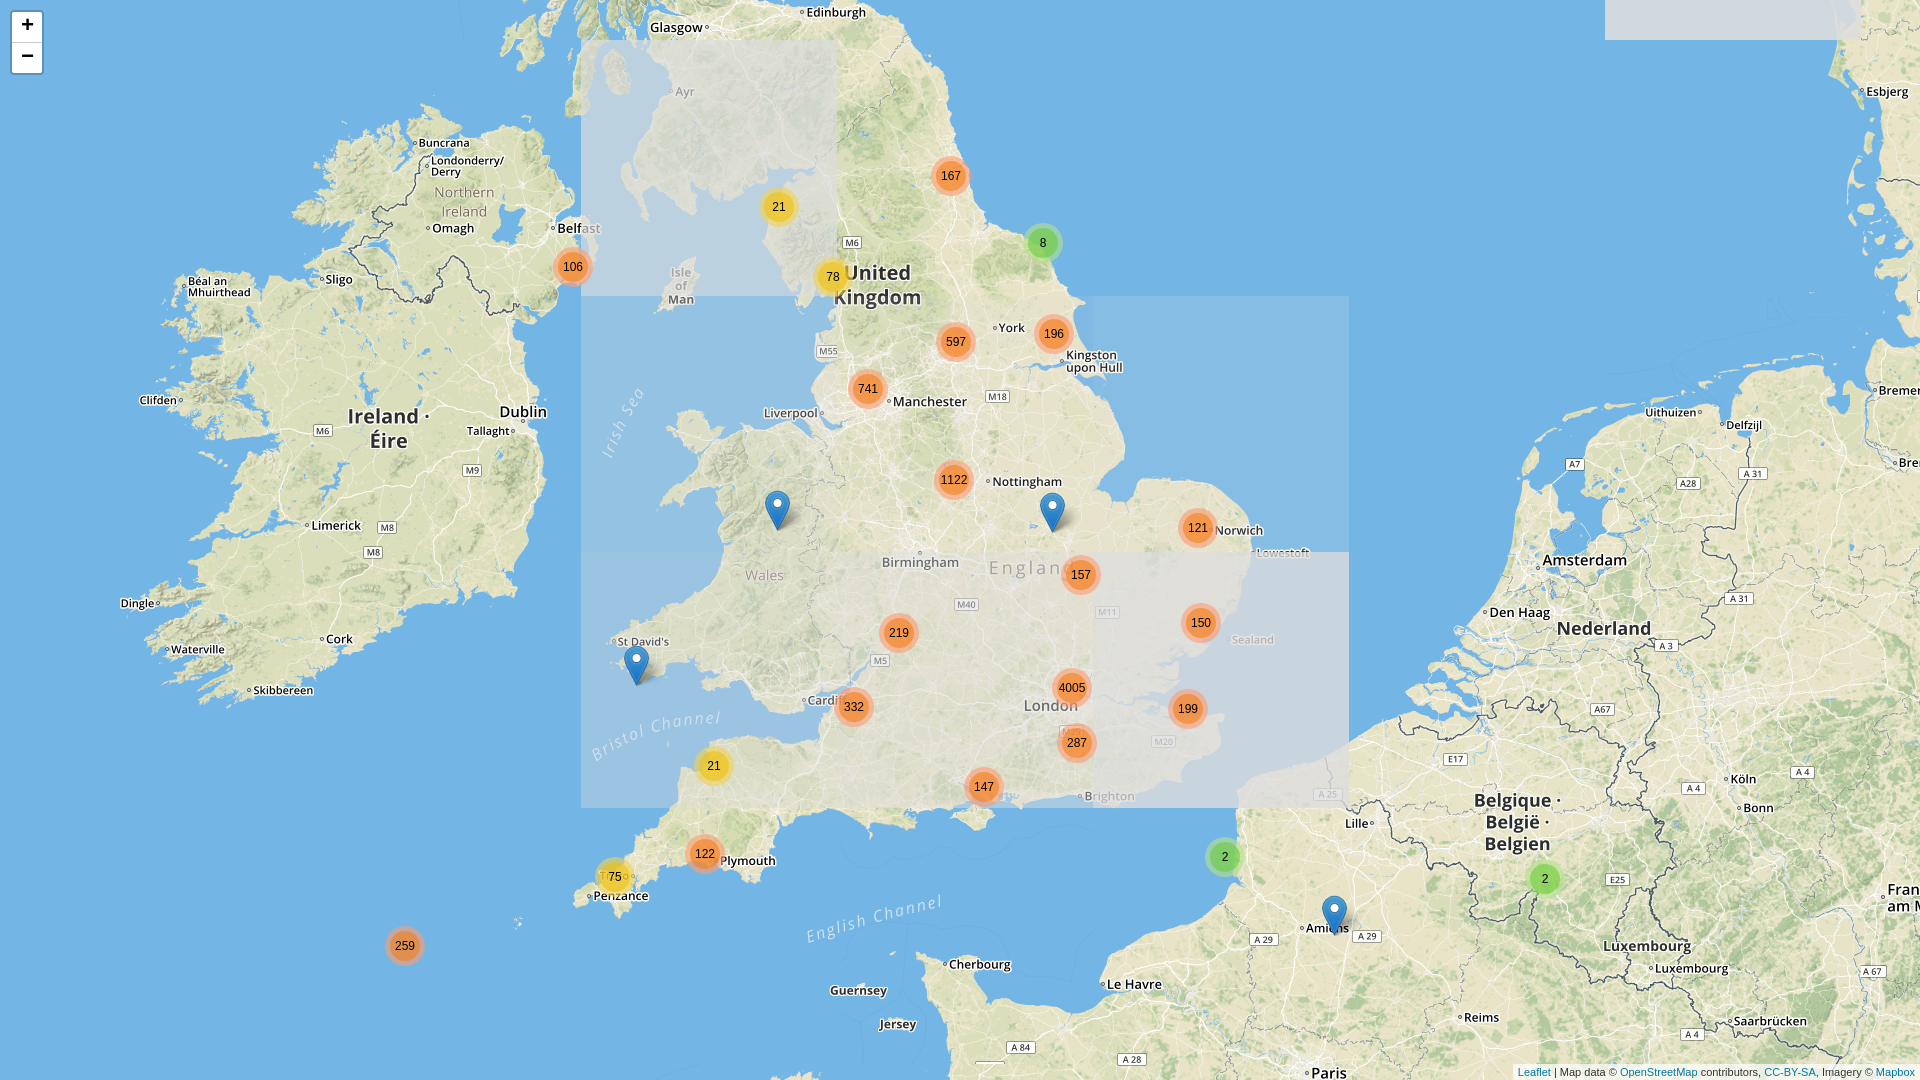 +
−
Glasgow
Edinburgh
Ayr
Esbjerg
Buncrana
Londonderry/
Derry
Northern
Ireland
Omagh
Belfast
167
21
8
106
M6
78
United
Kingdom
Sligo
Béal an
Mhuirthead
Isle
of
Man
York
196
597
Kingston
upon Hull
M55
741
Manchester
M18
Liverpool
Clifden
Ireland ·
Éire
Dublin
Tallaght
M6
M9
Irish Sea
Uithuizen
Delfzijl
Bremer
Bre
A7
A 31
A28
1122
Nottingham
121
Norwich
Lowestoft
Limerick
M8
M8
Birmingham
Englan
157
Wales
Amsterdam
Dingle
M40
M11
150
Sealand
219
M5
A 31
Den Haag
Nederland
A 3
Cork
Waterville
Skibbereen
St David's
4005
London
Cardiff
332
199
A67
Bristol Channel
287
M20
E17
21
147
Brighton
A 25
Köln
A 4
A 4
Bonn
Belgique ·
België ·
Belgien
Lille
122
Plymouth
75
Penzance
2
2
E25
Fran
am M
259
English Channel
Amiens
A 29
A 29
Luxembourg
Luxembourg
A 67
Cherbourg
Le Havre
Guernsey
Jersey
Reims
Saarbrücken
A 4
A 84
A 28
Paris
Leaflet | Map data © OpenStreetMap contributors, CC-BY-SA, Imagery © Mapbox